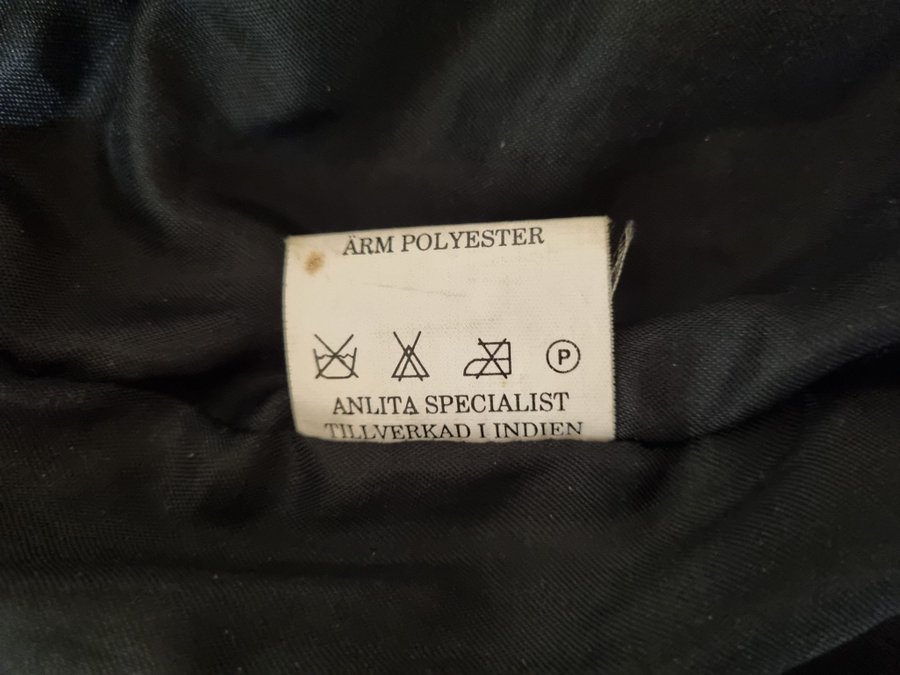 ÄRM POLYESTER
P
ANLITA SPECIALIST
TILLVERKAD I INDIEN